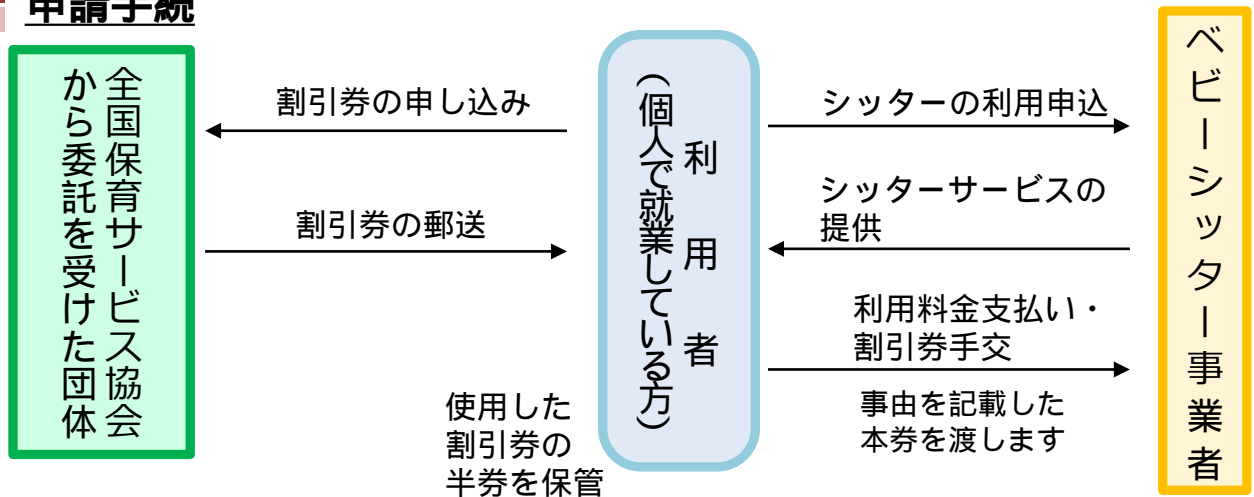 申請手続
全国保育サービス協会
から委託を受けた団体
割引券の申し込み
割引券の郵送
利用者
(個人で就業している方)
使用した
割引券の
半券を保管
シッターの利用申込
シッターサービスの
提供
利用料金支払い・
割引券手交
事由を記載した
本券を渡します
ベビーシッター事業者